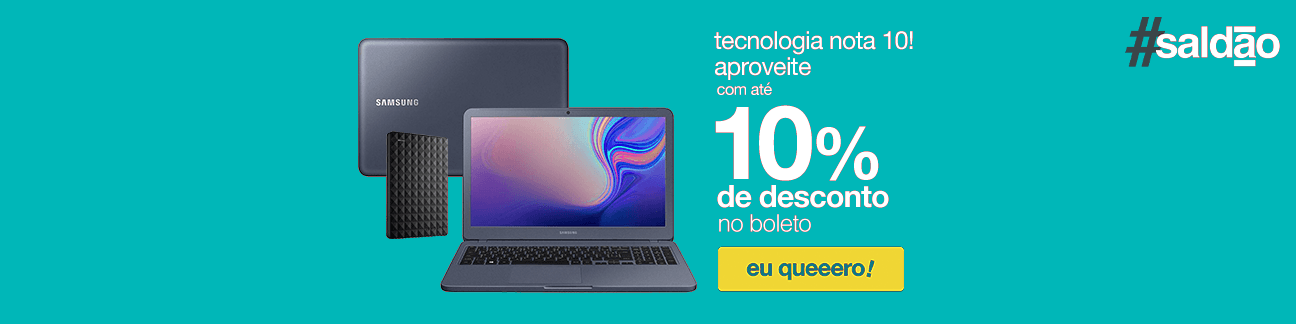 #saldão
tecnologia nota 10!
aproveite
com até
10%
de desconto
no boleto
eu queeero!
SAMSUNG
SAMSUNG